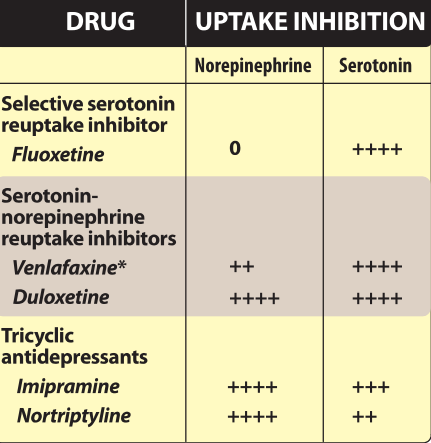 DRUG UPTAKE INHIBITION
Norepinephrine Serotonin
Selective serotonin
reuptake inhibitor
Fluoxetine 0 ++++
Serotonin-
norepinephrine
reuptake inhibitors
Venlafaxine* ++ ++++
Duloxetine ++++ ++++
Tricyclic
antidepressants
Imipramine ++++ +++
Nortriptyline ++++ ++